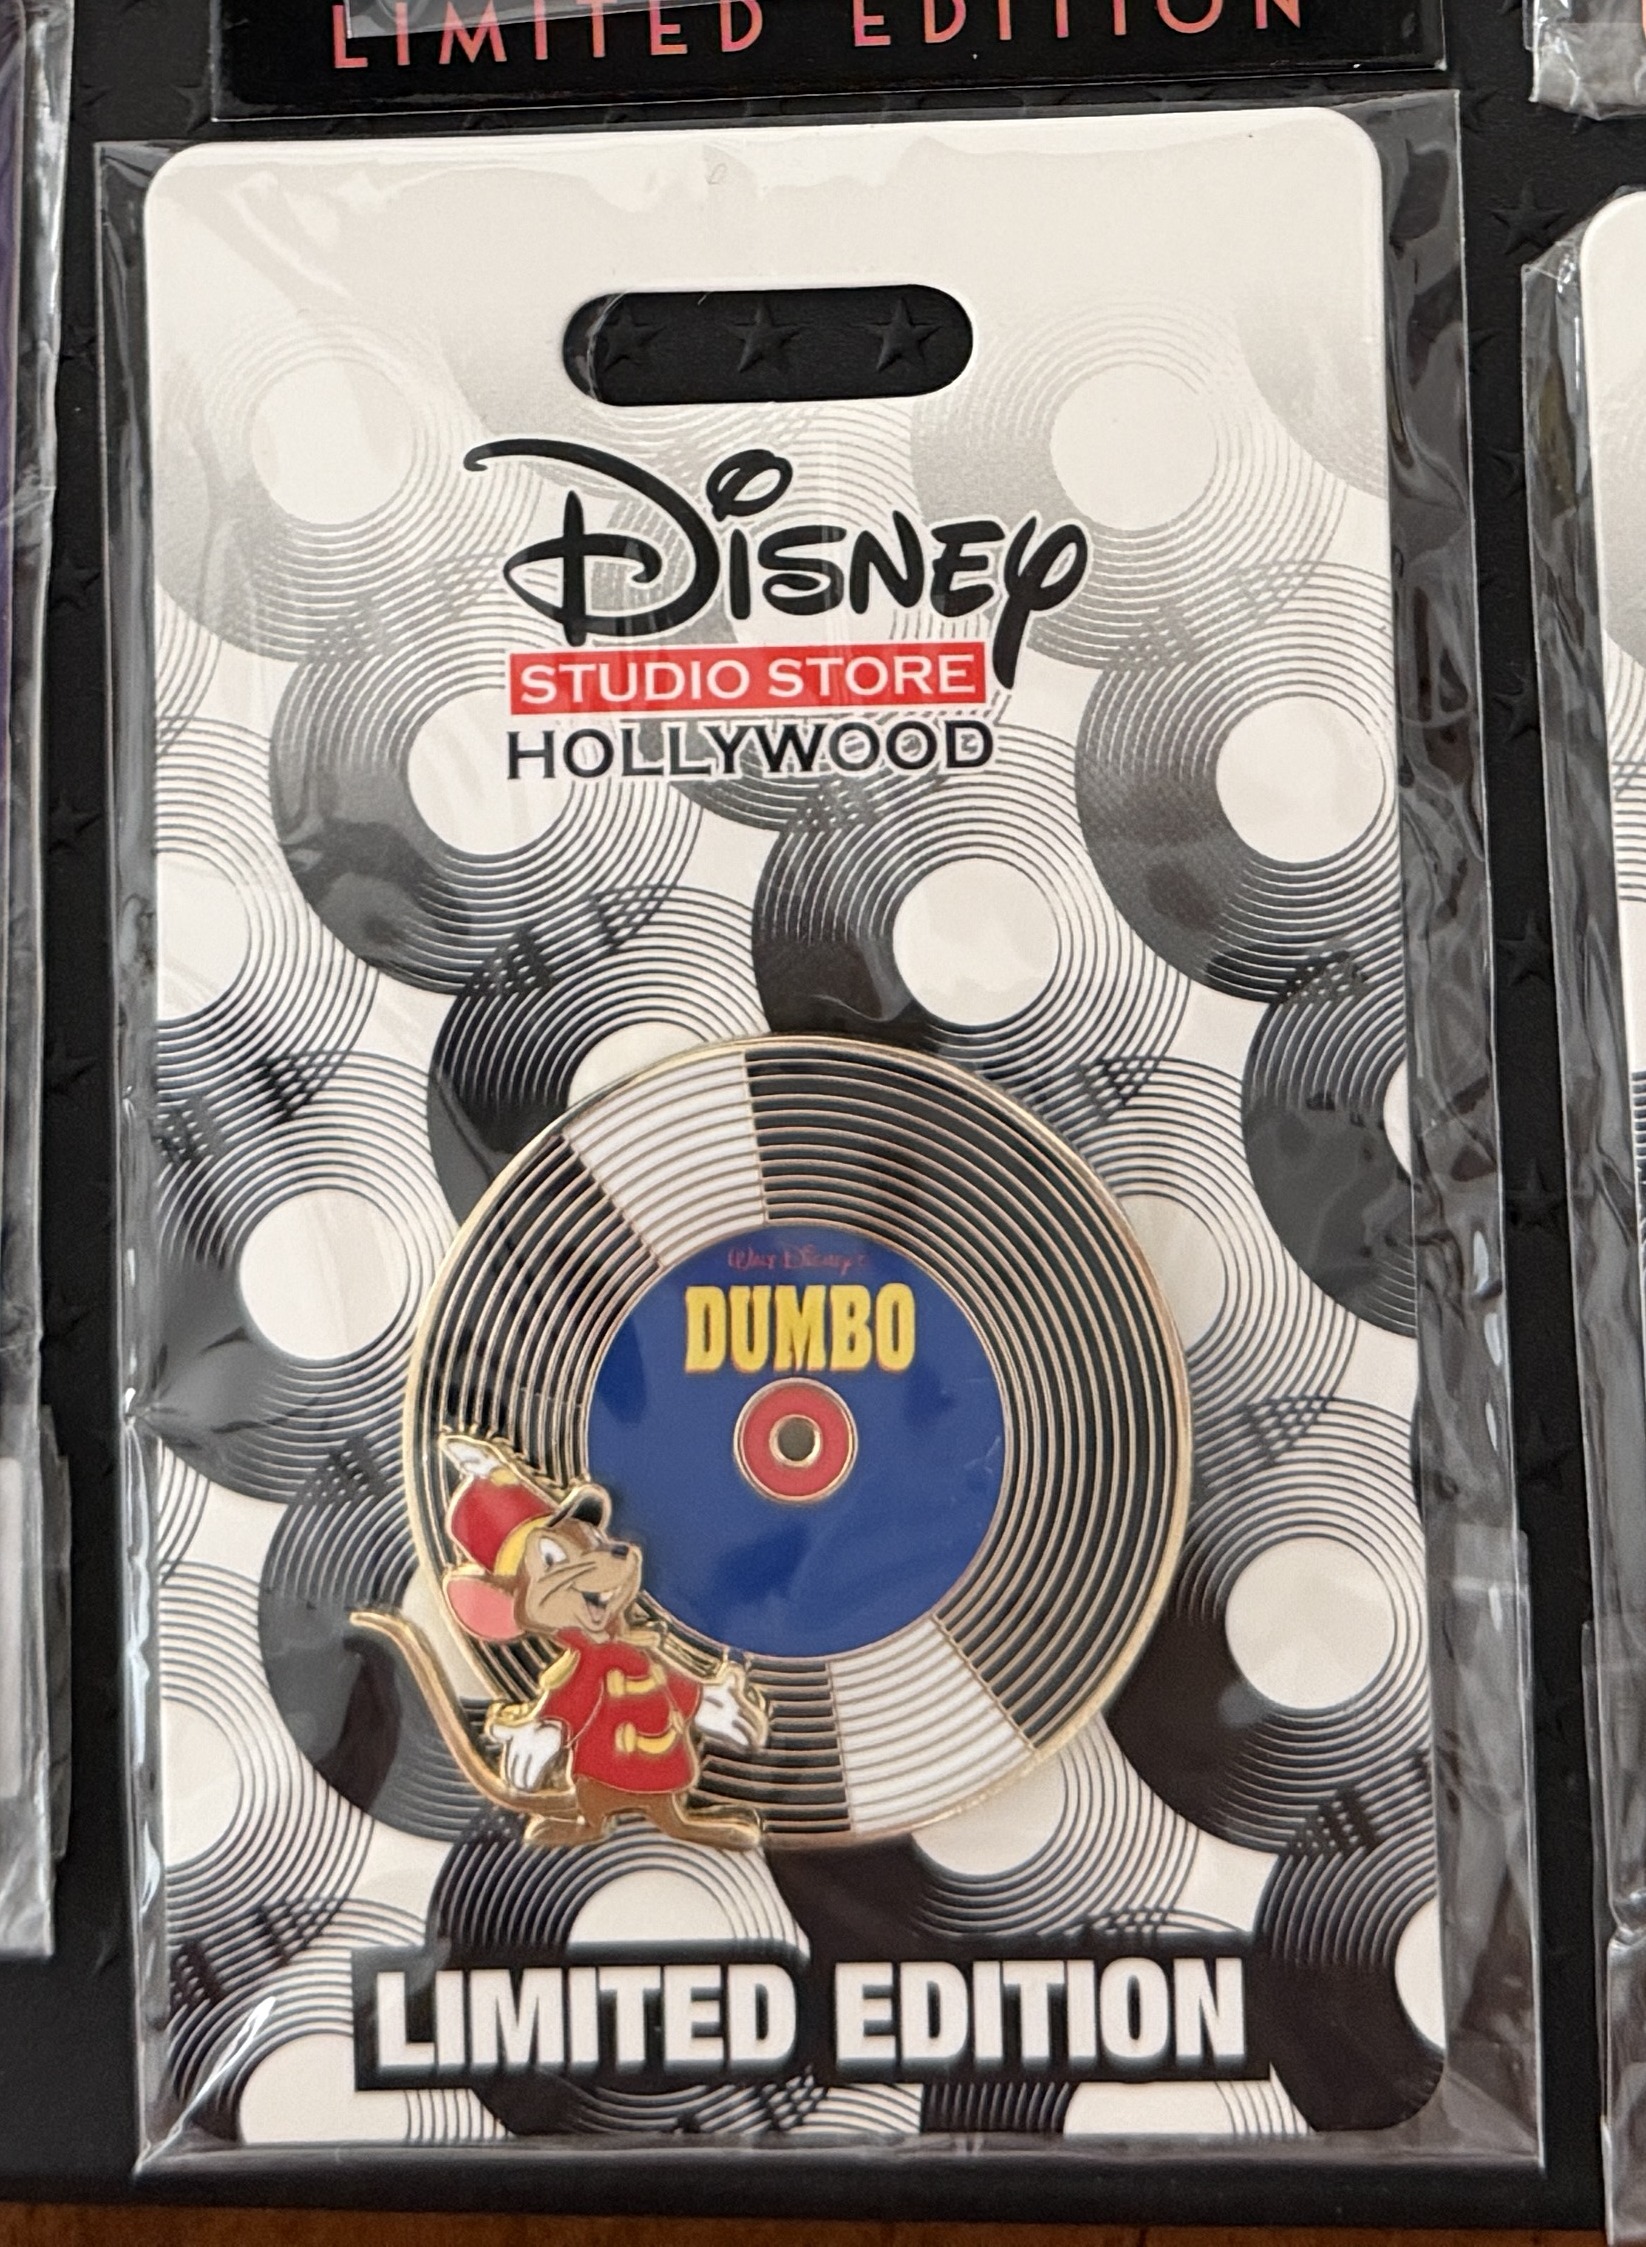 LIMITED EDITION
Disney
STUDIO STORE
HOLLYWOOD
Walt Disney's
DUMBO
LIMITED EDITION